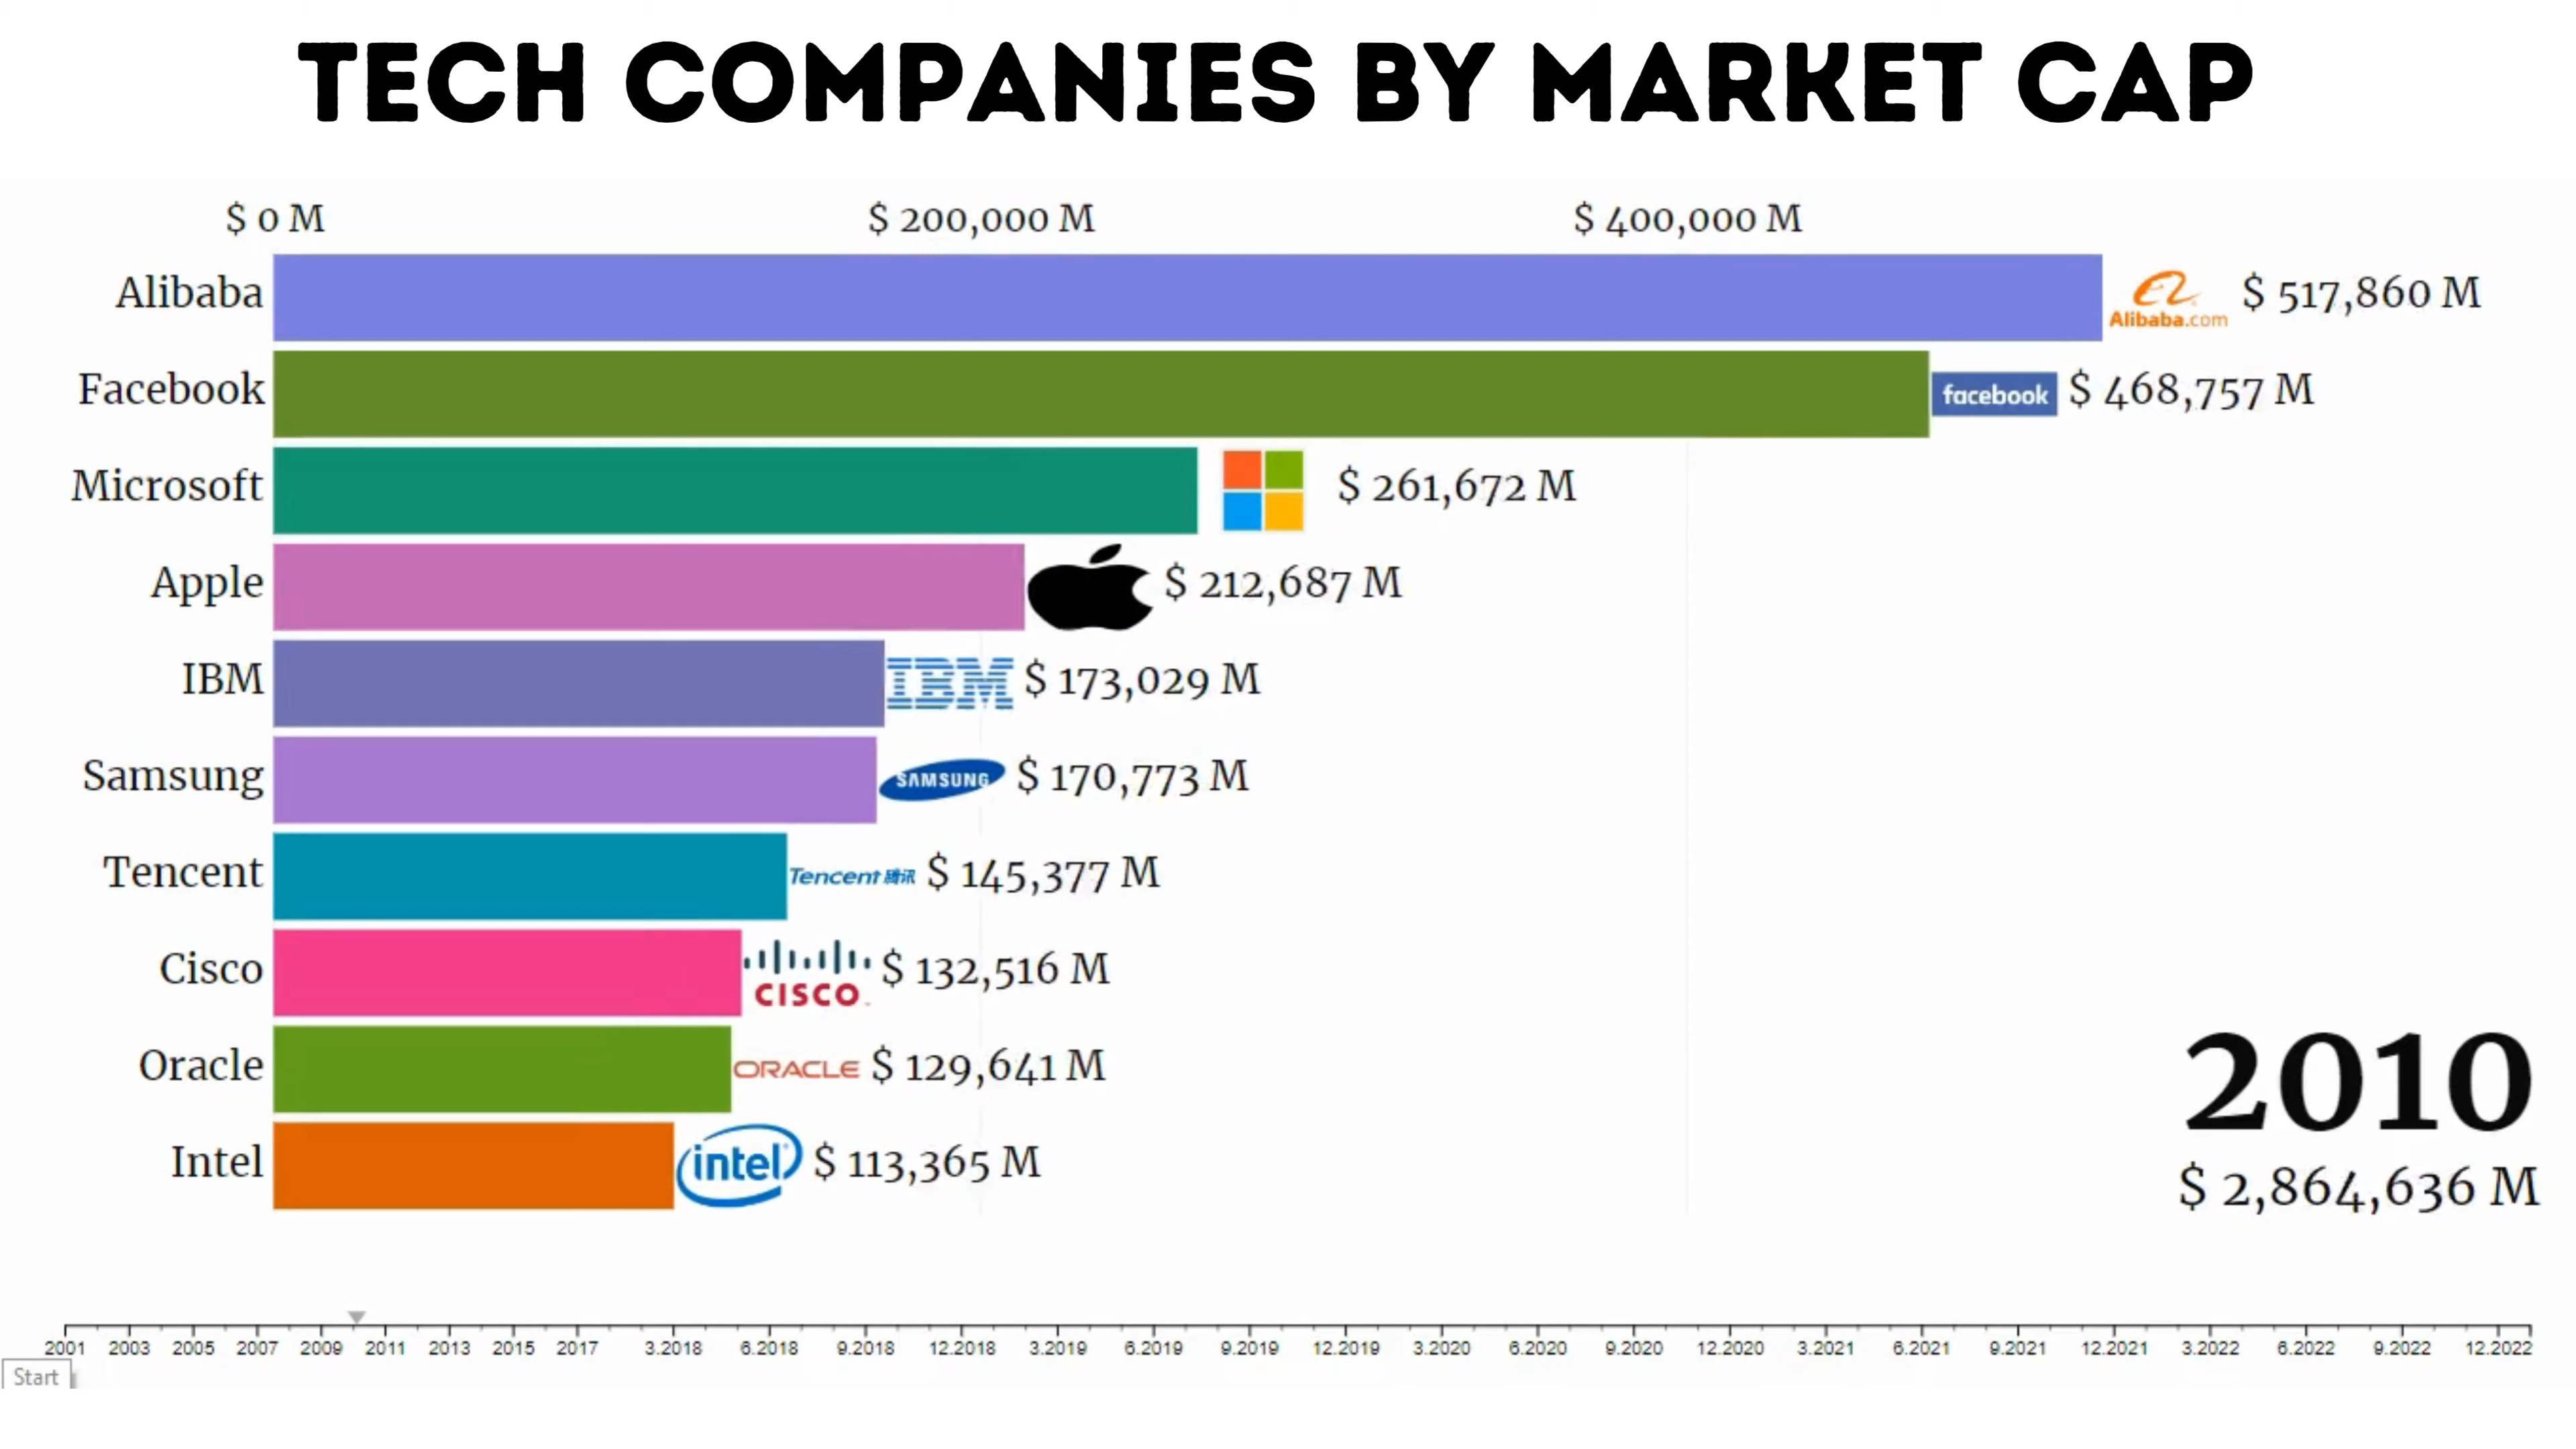 TECH COMPANIES BY MARKET CAP
$ 0 M $ 200,000 M $ 400,000 M
Alibaba Alibaba.com $ 517,860 M
Facebook facebook $ 468,757 M
Microsoft $ 261,672 M
Apple $ 212,687 M
IBM IBM $ 173,029 M
Samsung SAMSUNG $ 170,773 M
Tencent Tencent 腾讯 $ 145,377 M
Cisco CISCO $ 132,516 M
Oracle ORACLE $ 129,641 M
Intel intel $ 113,365 M
2010
$ 2,864,636 M
2001 2003 2005 2007 2009 2011 2013 2015 2017 3.2018 6.2018 9.2018 12.2018 3.2019 6.2019 9.2019 12.2019 3.2020 6.2020 9.2020 12.2020 3.2021 6.2021 9.2021 12.2021 3.2022 6.2022 9.2022 12.2022
Start